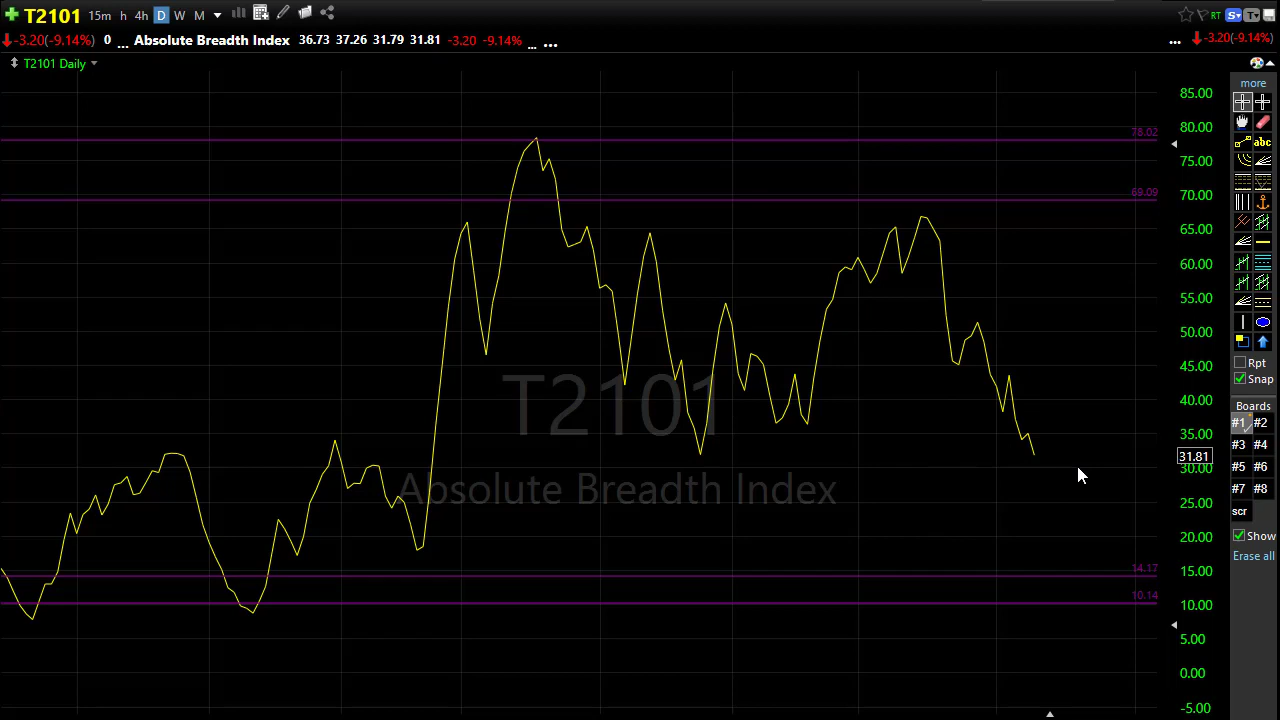 T2101 15m h 4h D W M RT S T
-3.20(-9.14%) 0 ... Absolute Breadth Index 36.73 37.26 31.79 31.81 -3.20 -9.14% ... ... ... -3.20(-9.14%)
T2101 Daily
more
85.00
78.02
80.00
abc
75.00
69.09
70.00
65.00
60.00
55.00
50.00
45.00
Rpt
Snap
40.00
T2101
Boards
#1 #2
35.00
#3 #4
31.81
30.00
#5 #6
Absolute Breadth Index
#7 #8
25.00
scr
20.00
Show
Erase all
14.17
15.00
10.14
10.00
5.00
0.00
-5.00